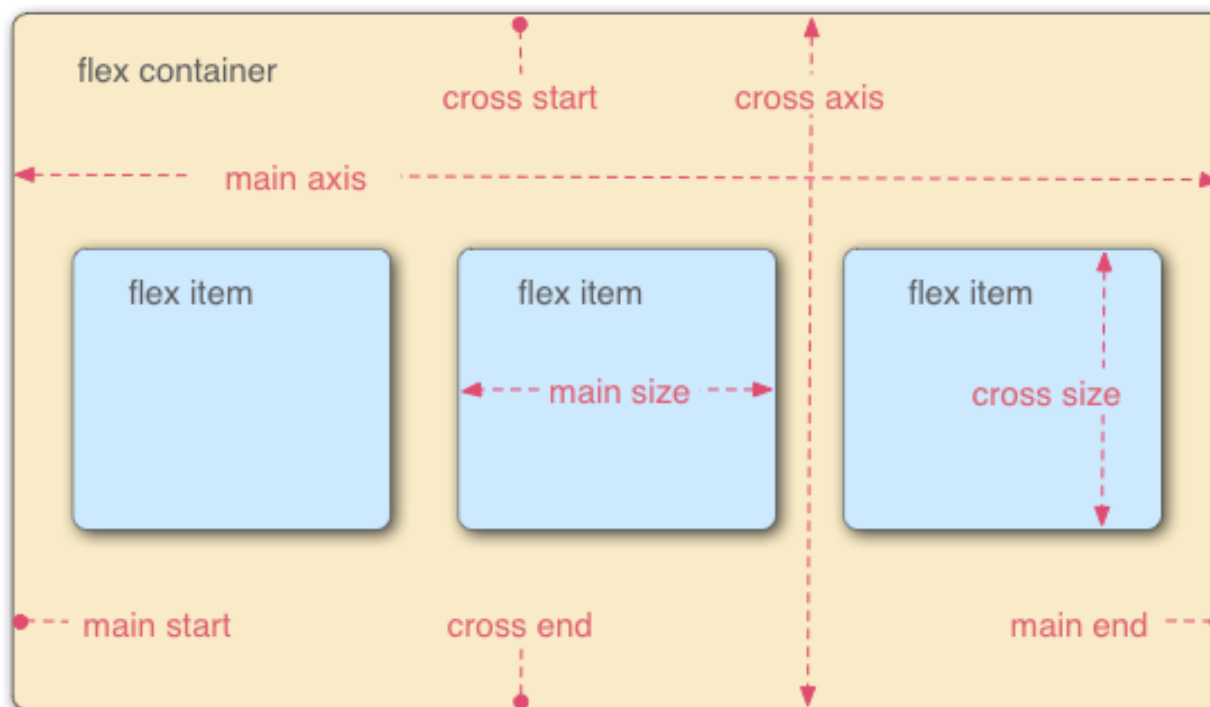 flex container
cross start
cross axis
main axis
flex item
flex item
flex item
main size
cross size
main start
cross end
main end